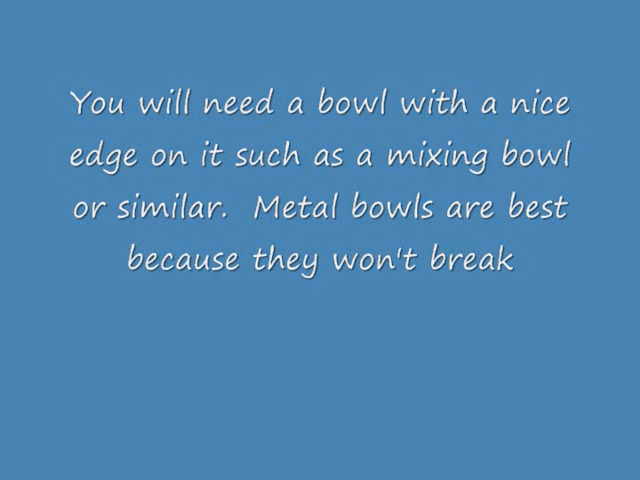 You will need a bowl with a nice
edge on it such as a mixing bowl
or similar.  Metal bowls are best
because they won't break